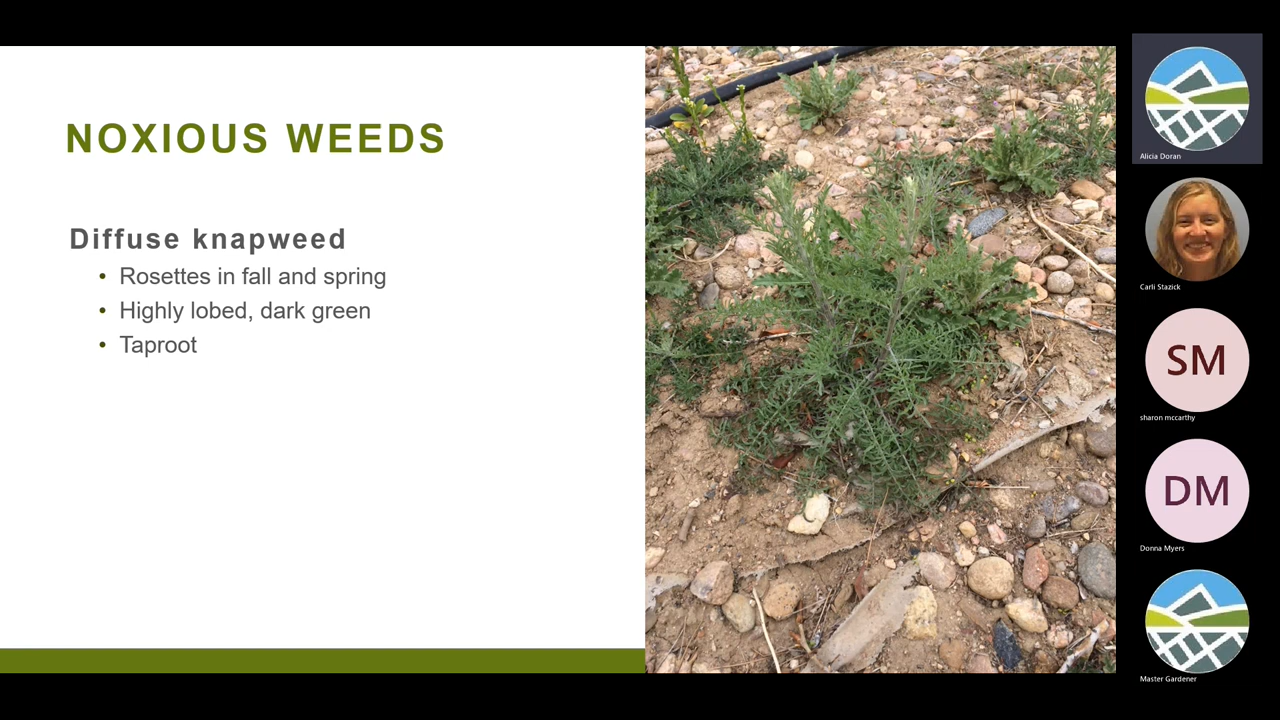 NOXIOUS WEEDS
Diffuse knapweed
• Rosettes in fall and spring
• Highly lobed, dark green
• Taproot
Alicia Doran
Carli Stazick
SM
sharon mccarthy
DM
Donna Myers
Master Gardener